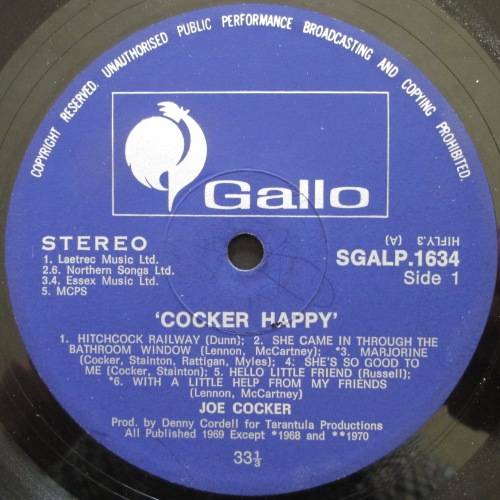 COPYRIGHT RESERVED. UNAUTHORISED PUBLIC PERFORMANCE BROADCASTING AND COPYING PROHIBITED.
Gallo
STEREO
1. Laetrec Music Ltd.
2.6. Northern Songs Ltd.
3.4. Essex Music Ltd.
5. MCPS
HIFLY.3 (A)
SGALP.1634
Side 1
'COCKER HAPPY'
1. HITCHCOCK RAILWAY (Dunn); 2. SHE CAME IN THROUGH THE
BATHROOM WINDOW (Lennon, McCartney); *3. MARJORINE
(Cocker, Stainton, Rattigan, Myles); 4: SHE'S SO GOOD TO
ME (Cocker, Stainton); 5. HELLO LITTLE FRIEND (Russell);
*6. WITH A LITTLE HELP FROM MY FRIENDS
(Lennon, McCartney)
JOE COCKER
Prod. by Denny Cordell for Tarantula Productions
All Published 1969 Except *1968 and **1970
33⅓